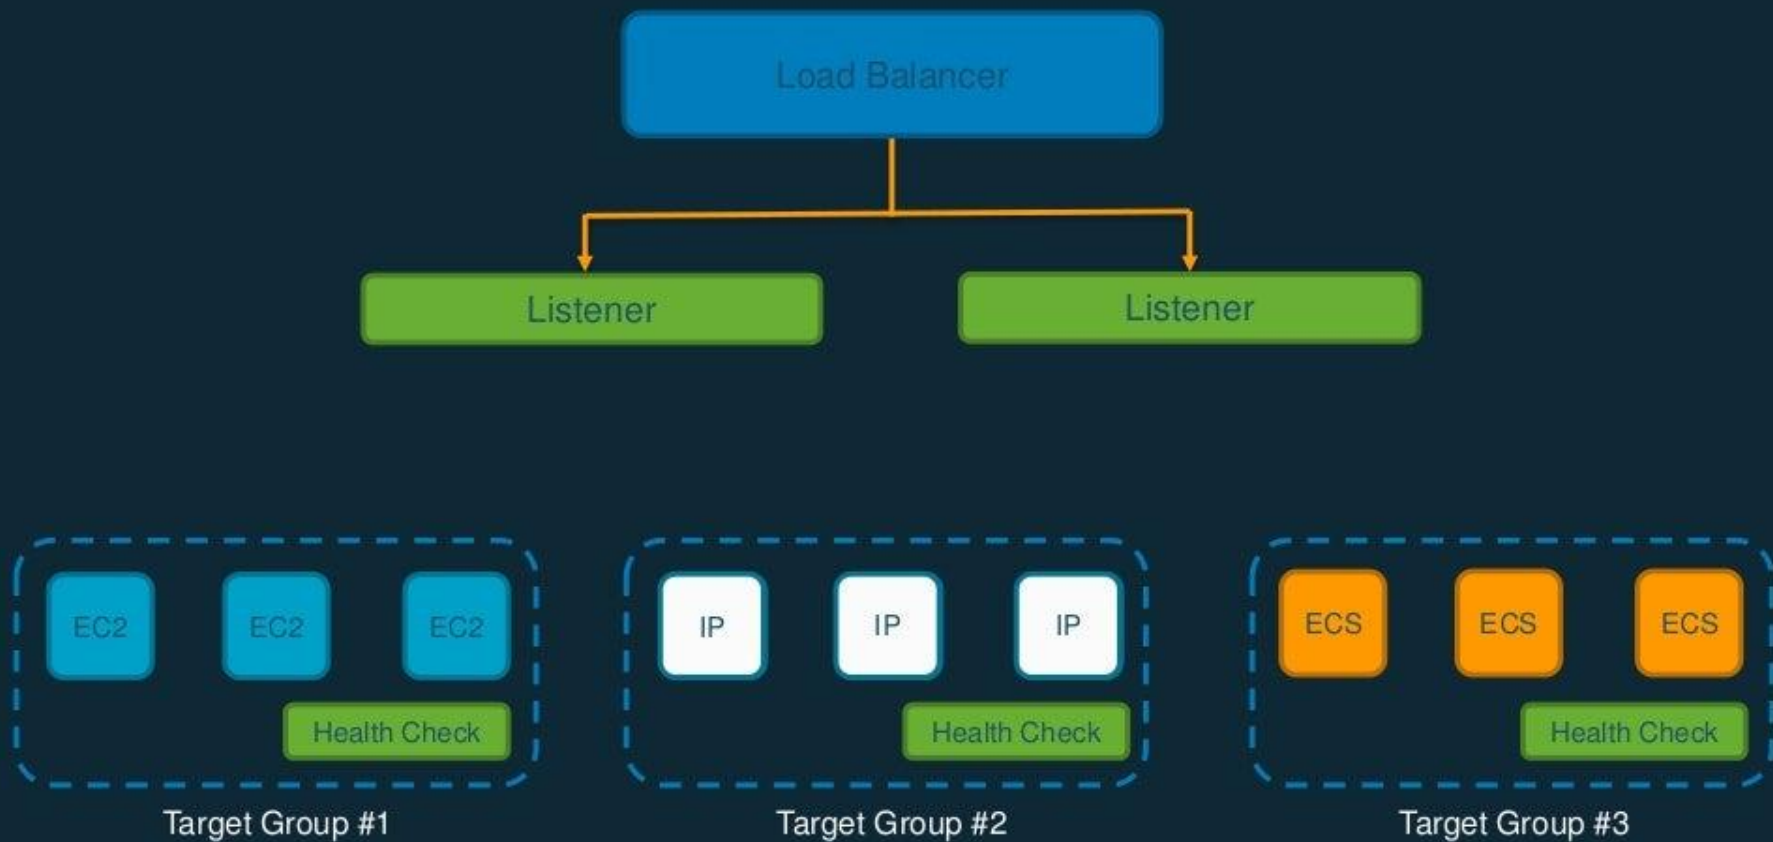 Load Balancer
Listener
Listener
EC2
EC2
EC2
IP
IP
IP
ECS
ECS
ECS
Health Check
Health Check
Health Check
Target Group #1
Target Group #2
Target Group #3